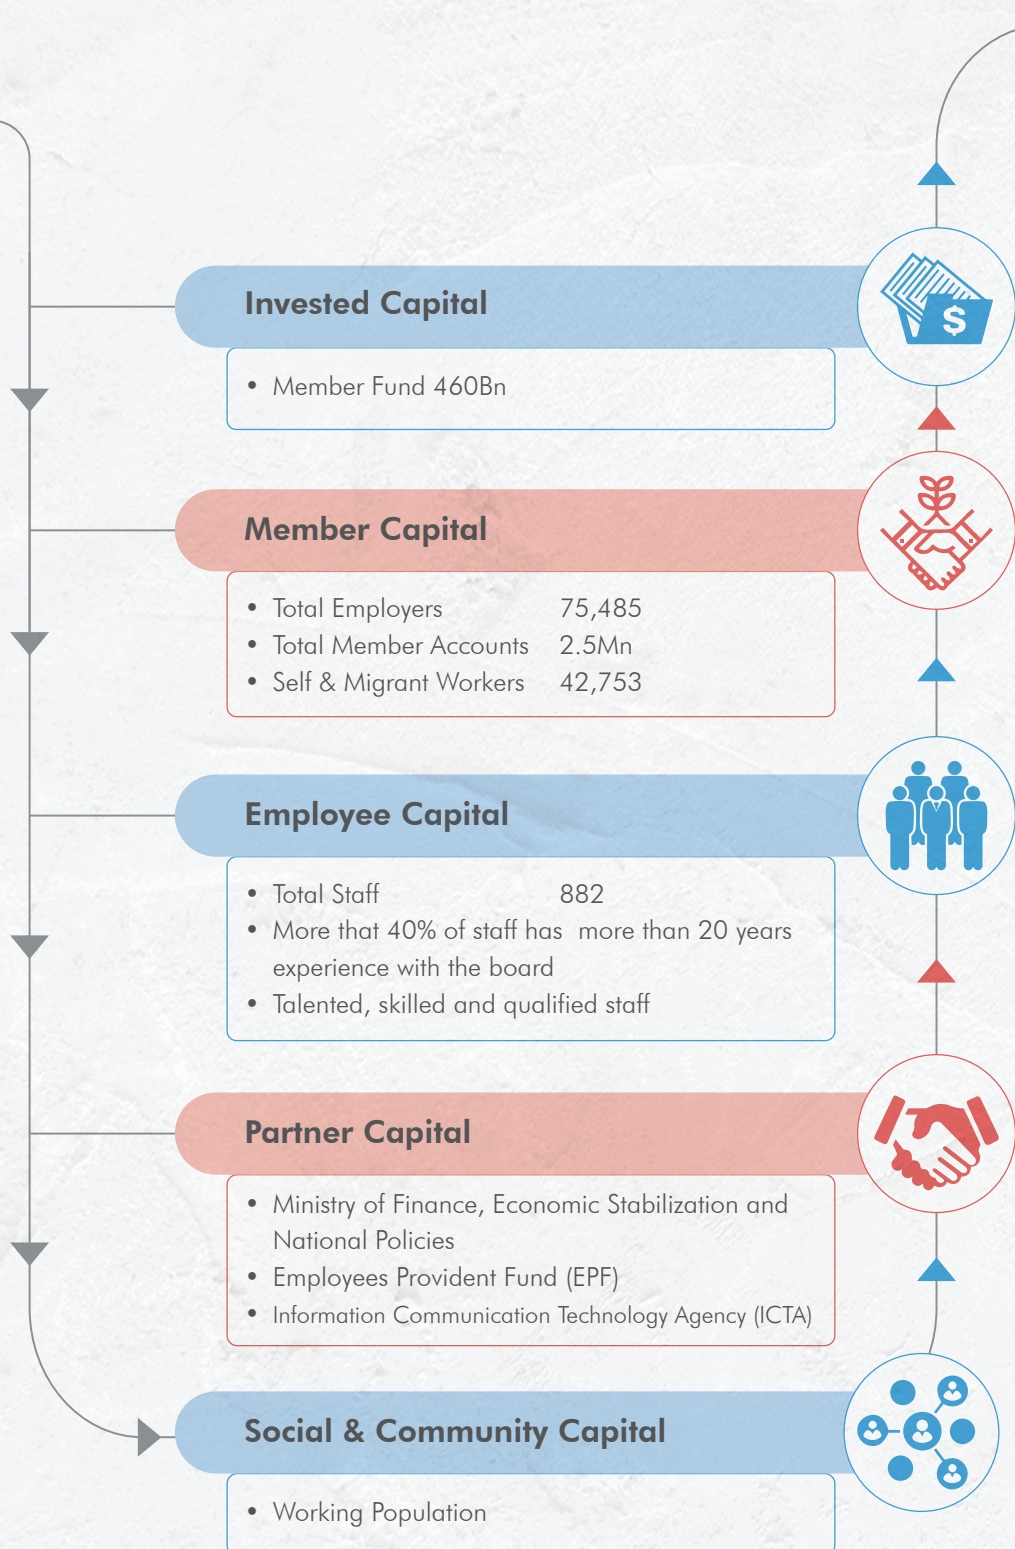 Invested Capital
• Member Fund 460Bn
Member Capital
• Total Employers 75,485
• Total Member Accounts 2.5Mn
• Self & Migrant Workers 42,753
Employee Capital
• Total Staff 882
• More that 40% of staff has more than 20 years
experience with the board
• Talented, skilled and qualified staff
Partner Capital
• Ministry of Finance, Economic Stabilization and
National Policies
• Employees Provident Fund (EPF)
• Information Communication Technology Agency (ICTA)
Social & Community Capital
• Working Population